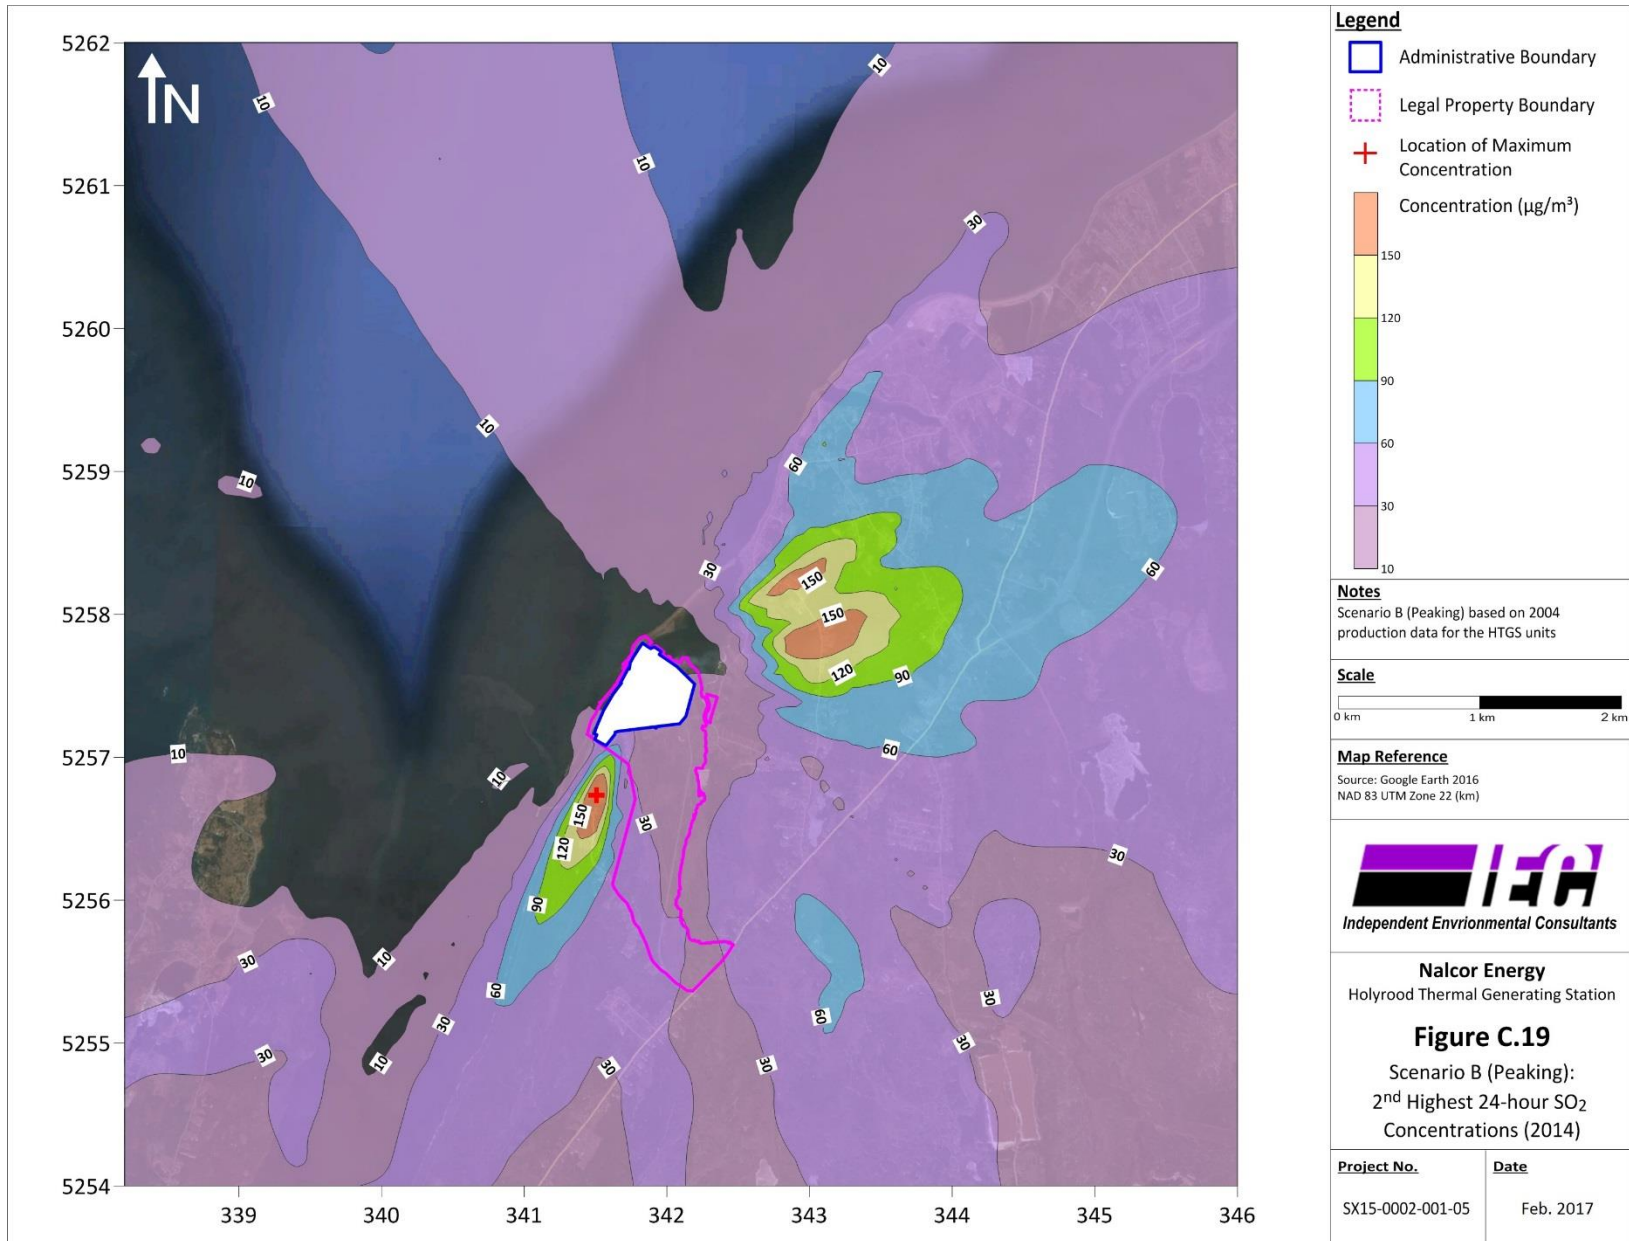 5262
5261
5260
5259
5258
5257
5256
5255
5254
339
340
341
342
343
344
345
346
N
10
10
10
10
10
10
10
10
10
30
30
30
30
30
30
30
30
30
30
30
60
60
60
60
60
90
90
120
120
150
150
150
Legend
Administrative Boundary
Legal Property Boundary
Location of Maximum
Concentration
Concentration (µg/m³)
150
120
90
60
30
10
Notes
Scenario B (Peaking) based on 2004
production data for the HTGS units
Scale
0 km 1 km 2 km
Map Reference
Source: Google Earth 2016
NAD 83 UTM Zone 22 (km)
IEC
Independent Envrionmental Consultants
Nalcor Energy
Holyrood Thermal Generating Station
Figure C.19
Scenario B (Peaking):
2nd Highest 24-hour SO2
Concentrations (2014)
Project No. Date
SX15-0002-001-05 Feb. 2017